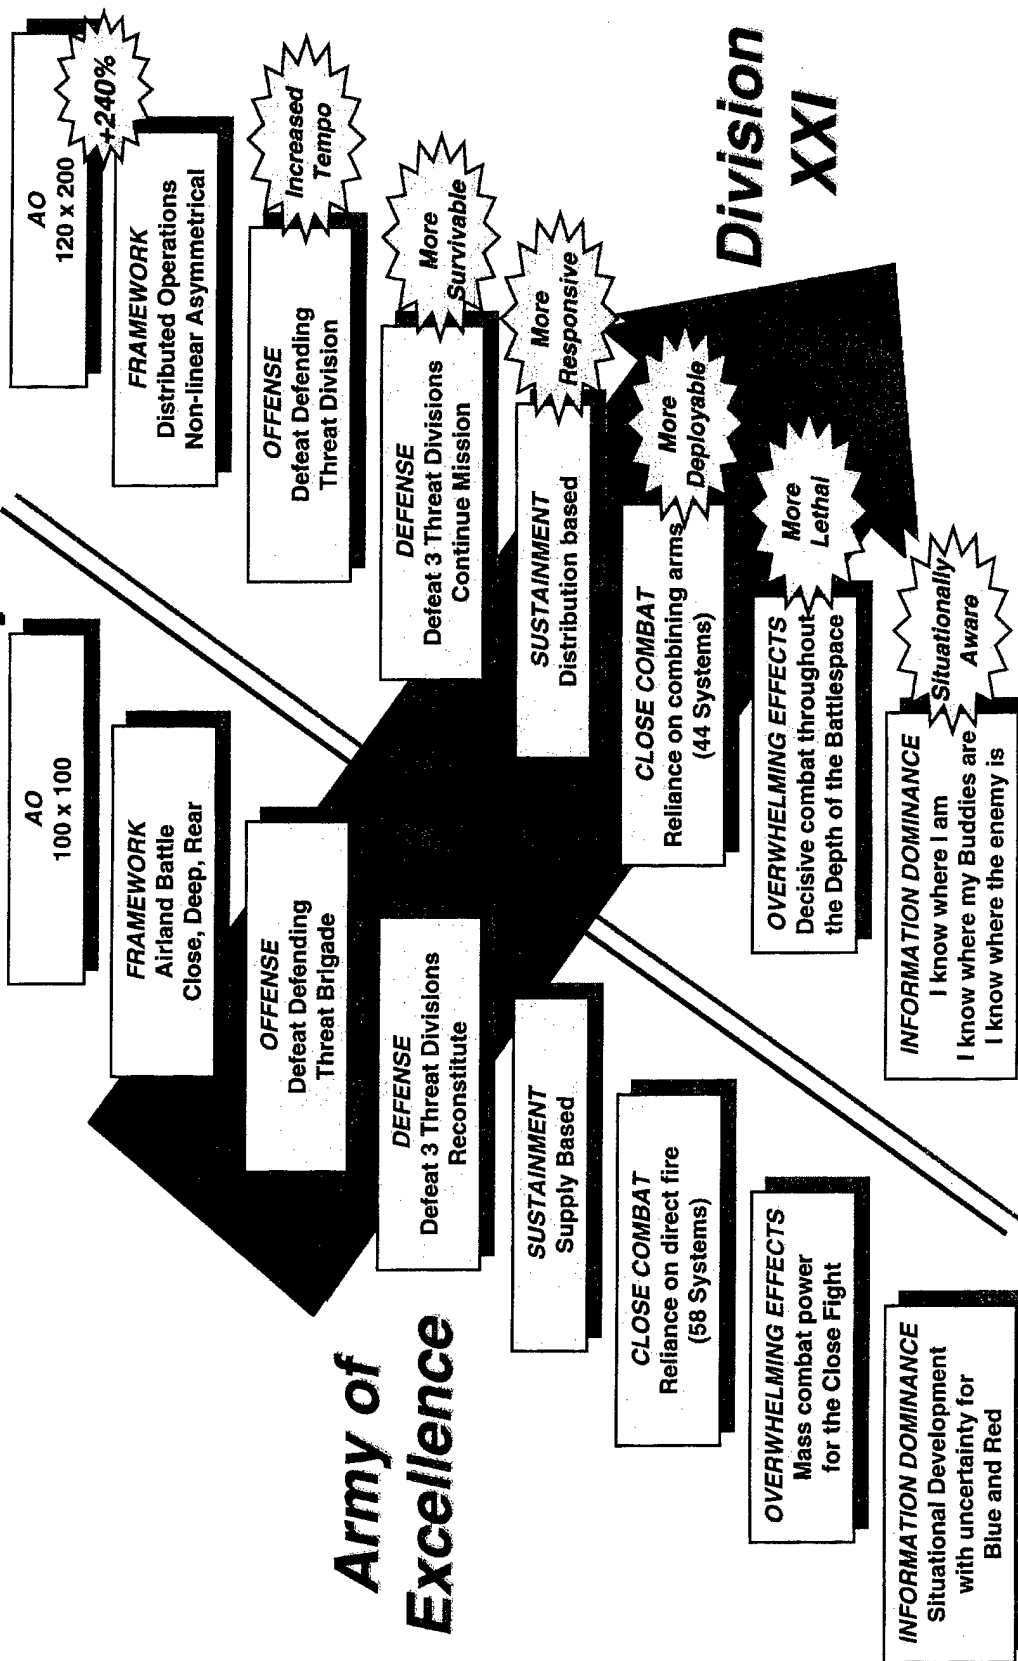 Army of
Excellence
AO
100 x 100
FRAMEWORK
Airland Battle
Close, Deep, Rear
OFFENSE
Defeat Defending
Threat Brigade
DEFENSE
Defeat 3 Threat Divisions
Reconstitute
SUSTAINMENT
Supply Based
CLOSE COMBAT
Reliance on direct fire
(58 Systems)
OVERWHELMING EFFECTS
Mass combat power
for the Close Fight
INFORMATION DOMINANCE
Situational Development
with uncertainty for
Blue and Red
Division
XXI
AO
120 x 200
+240%
FRAMEWORK
Distributed Operations
Non-linear Asymmetrical
OFFENSE
Defeat Defending
Threat Division
Increased
Tempo
DEFENSE
Defeat 3 Threat Divisions
Continue Mission
More
Survivable
SUSTAINMENT
Distribution based
More
Responsive
CLOSE COMBAT
Reliance on combining arms
(44 Systems)
More
Deployable
OVERWHELMING EFFECTS
Decisive combat throughout
the Depth of the Battlespace
More
Lethal
INFORMATION DOMINANCE
I know where I am
I know where my Buddies are
I know where the enemy is
Situationally
Aware